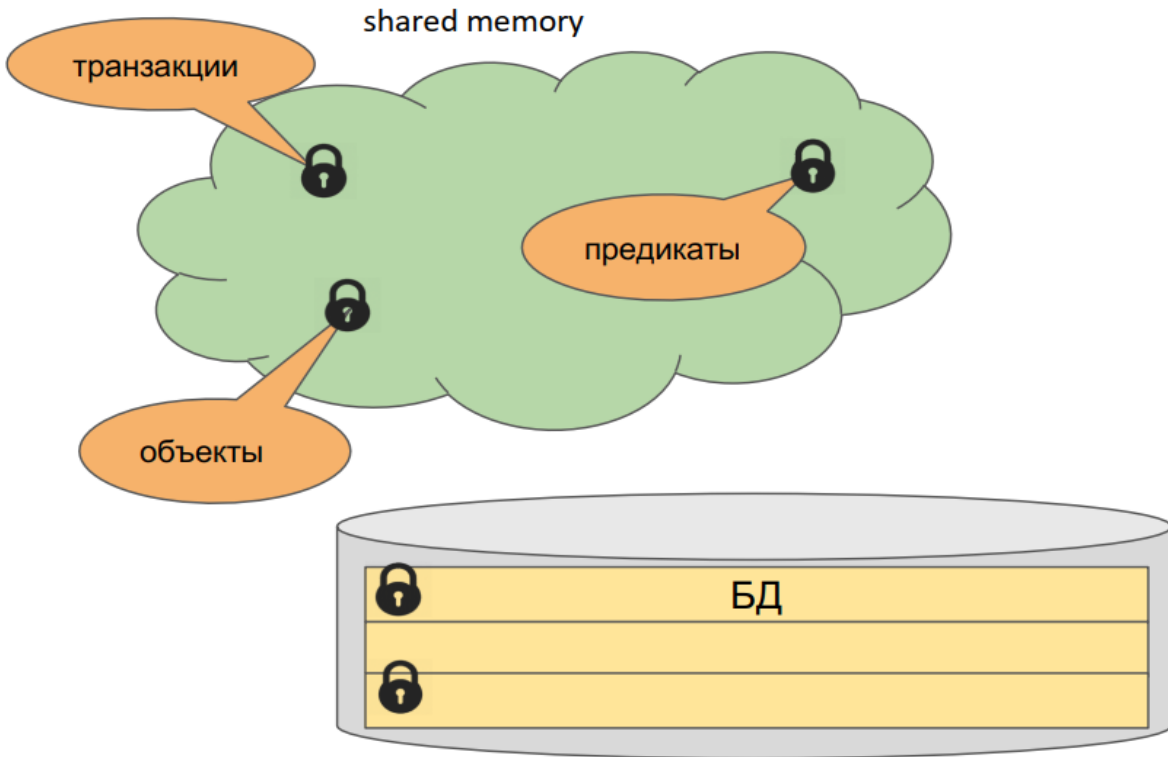 shared memory
транзакции
предикаты
объекты
БД